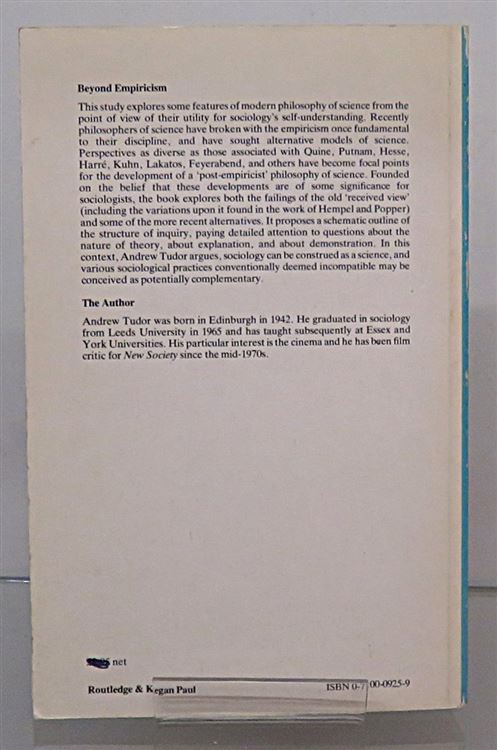 Beyond Empiricism
This study explores some features of modern philosophy of science from the
point of view of their utility for sociology's self-understanding. Recently
philosophers of science have broken with the empiricism once fundamental
to their discipline, and have sought alternative models of science.
Perspectives as diverse as those associated with Quine, Putnam, Hesse,
Harré, Kuhn, Lakatos, Feyerabend, and others have become focal points
for the development of a 'post-empiricist' philosophy of science. Founded
on the belief that these developments are of some significance for
sociologists, the book explores both the failings of the old 'received view'
(including the variations upon it found in the work of Hempel and Popper)
and some of the more recent alternatives. It proposes a schematic outline of
the structure of inquiry, paying detailed attention to questions about the
nature of theory, about explanation, and about demonstration. In this
context, Andrew Tudor argues, sociology can be construed as a science, and
various sociological practices conventionally deemed incompatible may be
conceived as potentially complementary.
The Author
Andrew Tudor was born in Edinburgh in 1942. He graduated in sociology
from Leeds University in 1965 and has taught subsequently at Essex and
York Universities. His particular interest is the cinema and he has been film
critic for New Society since the mid-1970s.
net
Routledge & Kegan Paul
ISBN 0-7100-0925-9